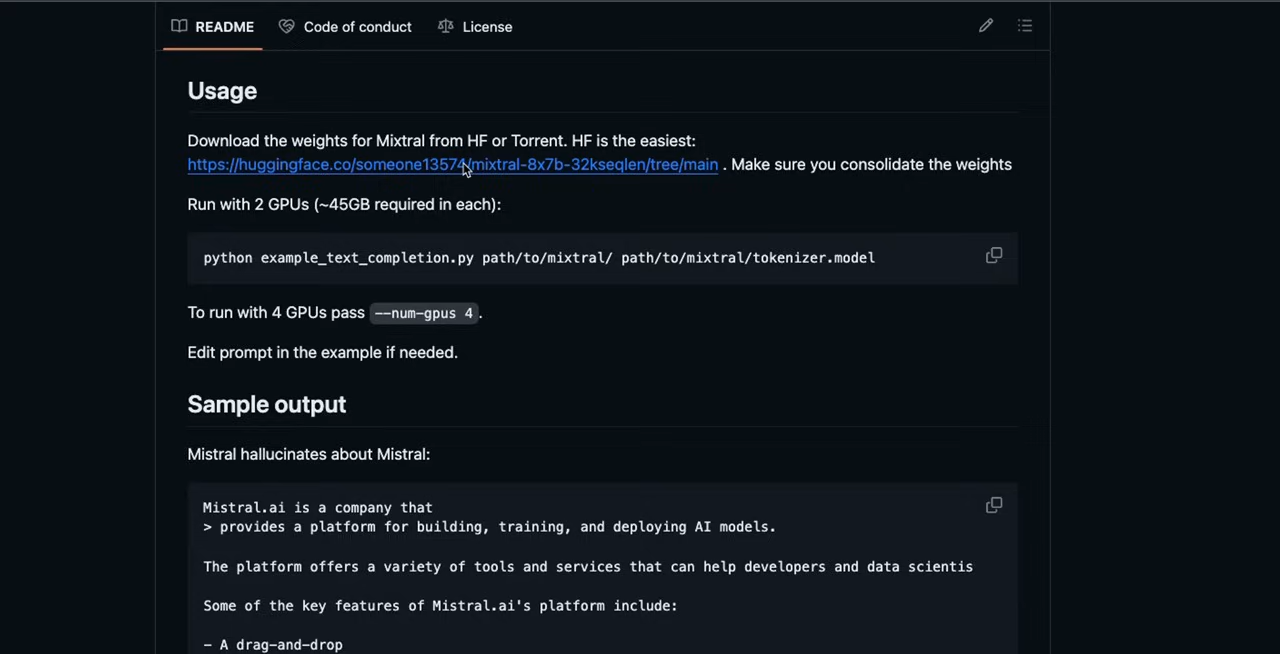 README Code of conduct License
Usage
Download the weights for Mixtral from HF or Torrent. HF is the easiest:
https://huggingface.co/someone13574/mixtral-8x7b-32kseqlen/tree/main . Make sure you consolidate the weights
Run with 2 GPUs (~45GB required in each):
python example_text_completion.py path/to/mixtral/ path/to/mixtral/tokenizer.model
To run with 4 GPUs pass --num-gpus 4.
Edit prompt in the example if needed.
Sample output
Mistral hallucinates about Mistral:
Mistral.ai is a company that
> provides a platform for building, training, and deploying AI models.
The platform offers a variety of tools and services that can help developers and data scientis
Some of the key features of Mistral.ai's platform include:
- A drag-and-drop